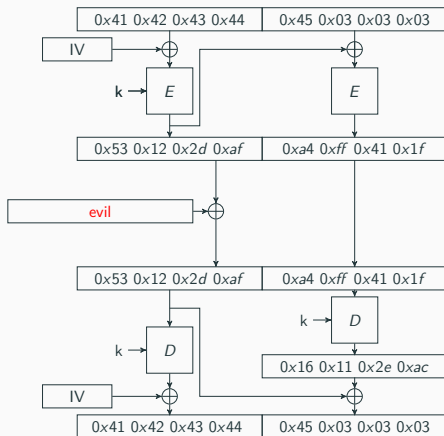 0x41 0x42 0x43 0x44 0x45 0x03 0x03 0x03
IV
k E E
0x53 0x12 0x2d 0xaf 0xa4 0xff 0x41 0x1f
evil
0x53 0x12 0x2d 0xaf 0xa4 0xff 0x41 0x1f
k D
k D
0x16 0x11 0x2e 0xac
IV
0x41 0x42 0x43 0x44 0x45 0x03 0x03 0x03